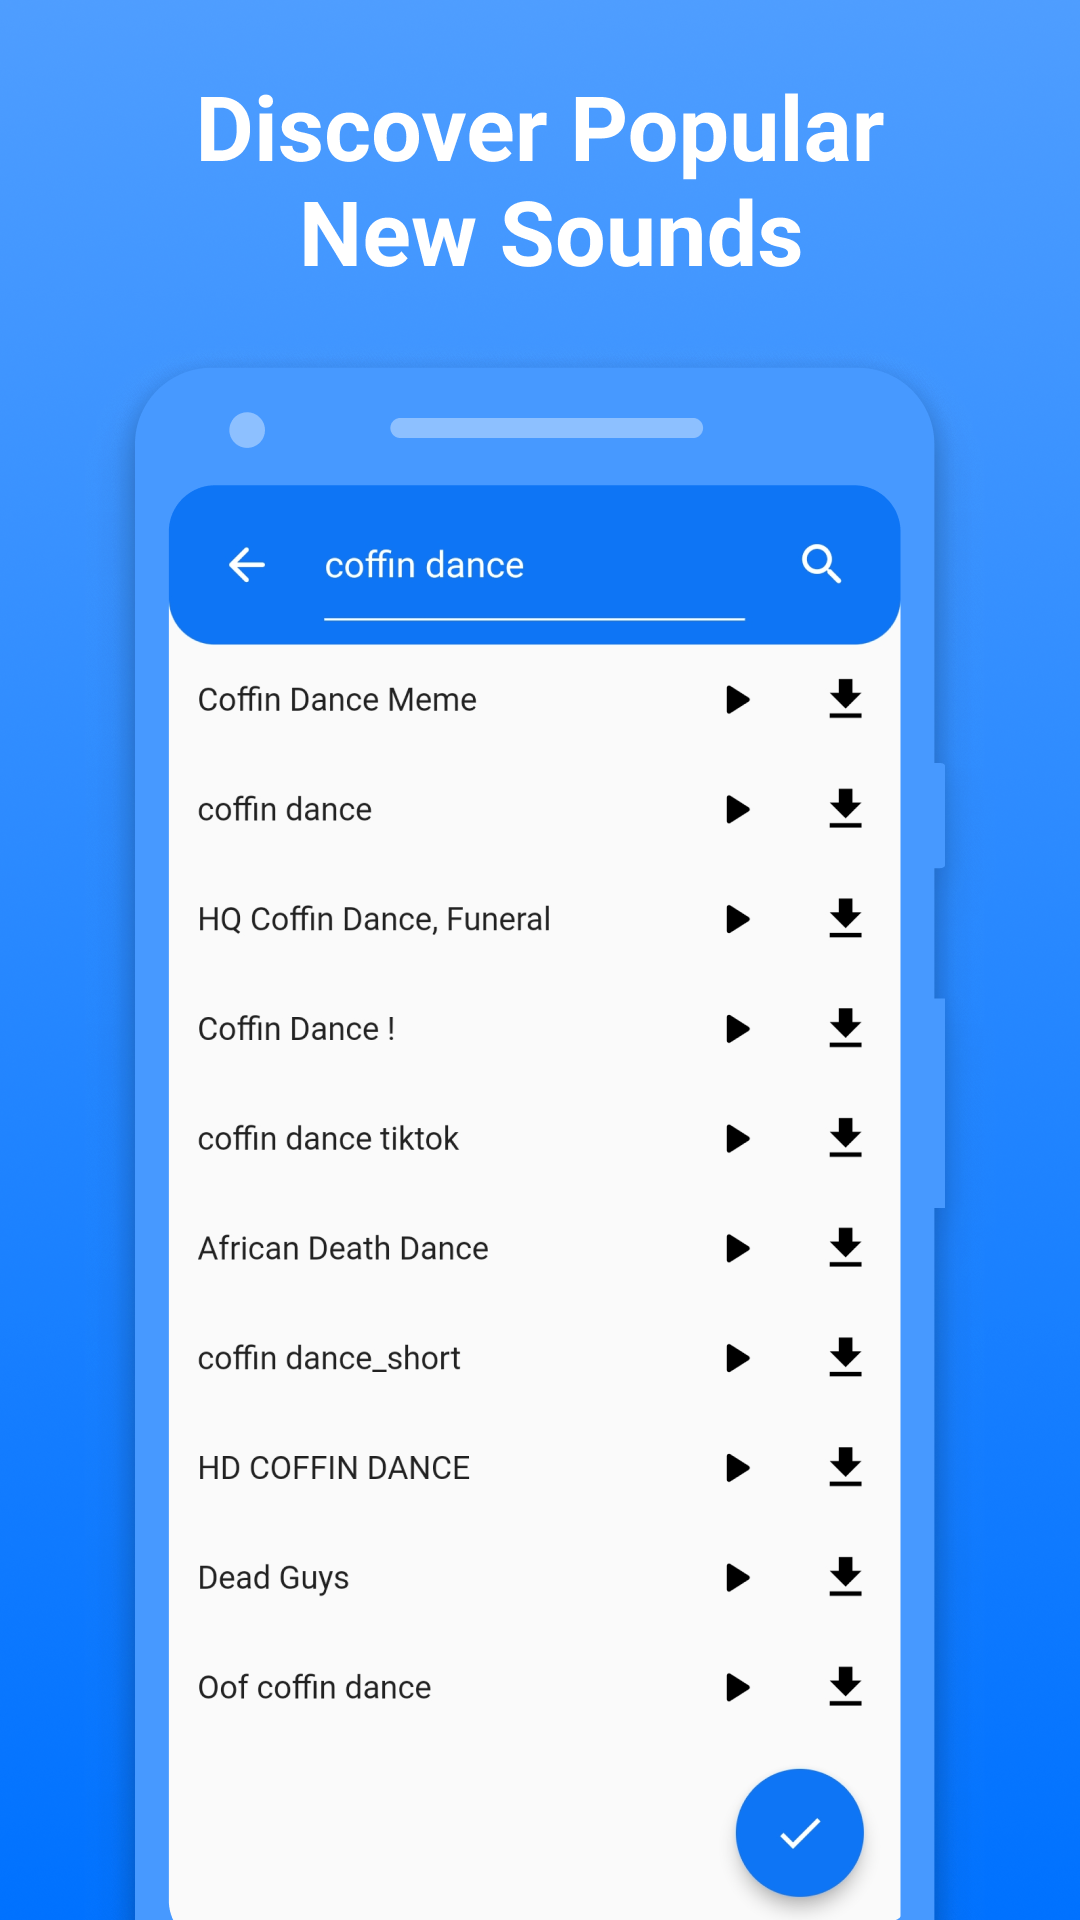 Discover Popular
New Sounds
coffin dance
Coffin Dance Meme
coffin dance
HQ Coffin Dance, Funeral
Coffin Dance !
coffin dance tiktok
African Death Dance
coffin dance_short
HD COFFIN DANCE
Dead Guys
Oof coffin dance